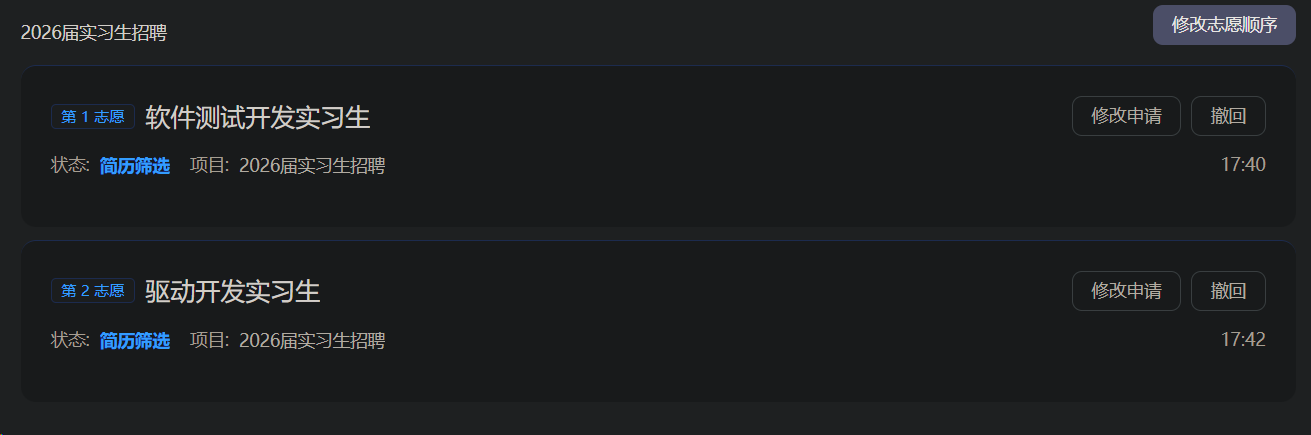 2026届实习生招聘 修改志愿顺序
第 1 志愿 软件测试开发实习生 修改申请 撤回
状态: 简历筛选 项目: 2026届实习生招聘 17:40
第 2 志愿 驱动开发实习生 修改申请 撤回
状态: 简历筛选 项目: 2026届实习生招聘 17:42